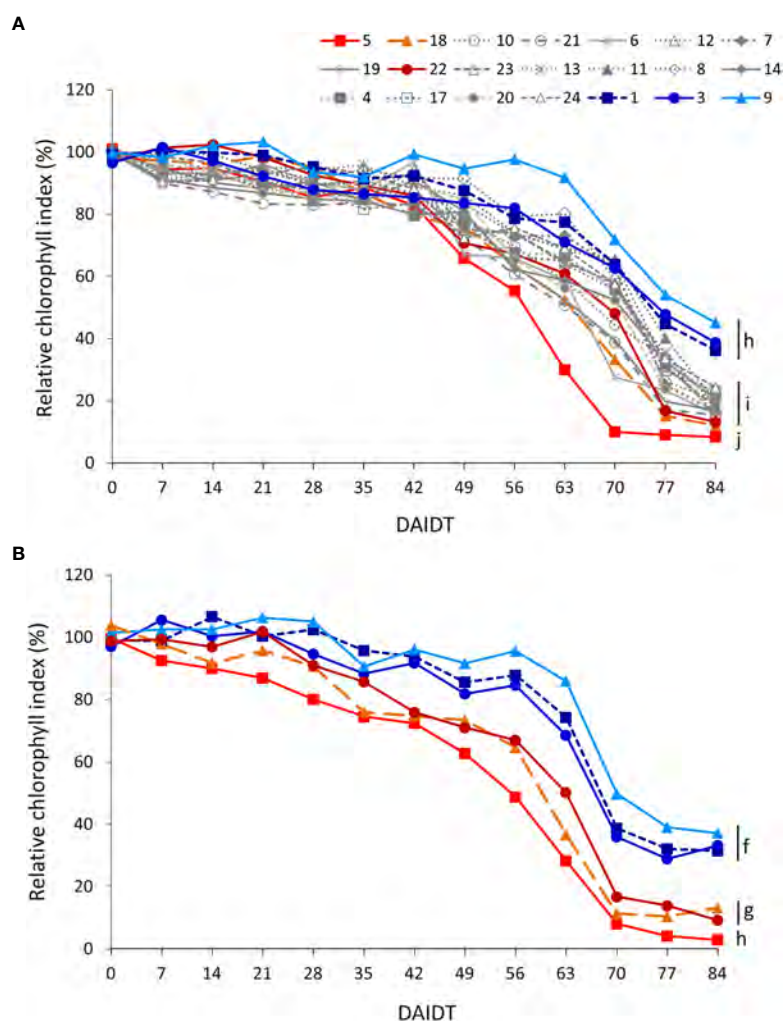 A
5 18 10 21 6 12 7
19 22 23 13 11 8 14
4 17 20 24 1 3 9
Relative chlorophyll index (%)
120
100
80
60
40
20
0
h
i
j
0 7 14 21 28 35 42 49 56 63 70 77 84
DAIDT
B
Relative chlorophyll index (%)
120
100
80
60
40
20
0
f
g
h
0 7 14 21 28 35 42 49 56 63 70 77 84
DAIDT